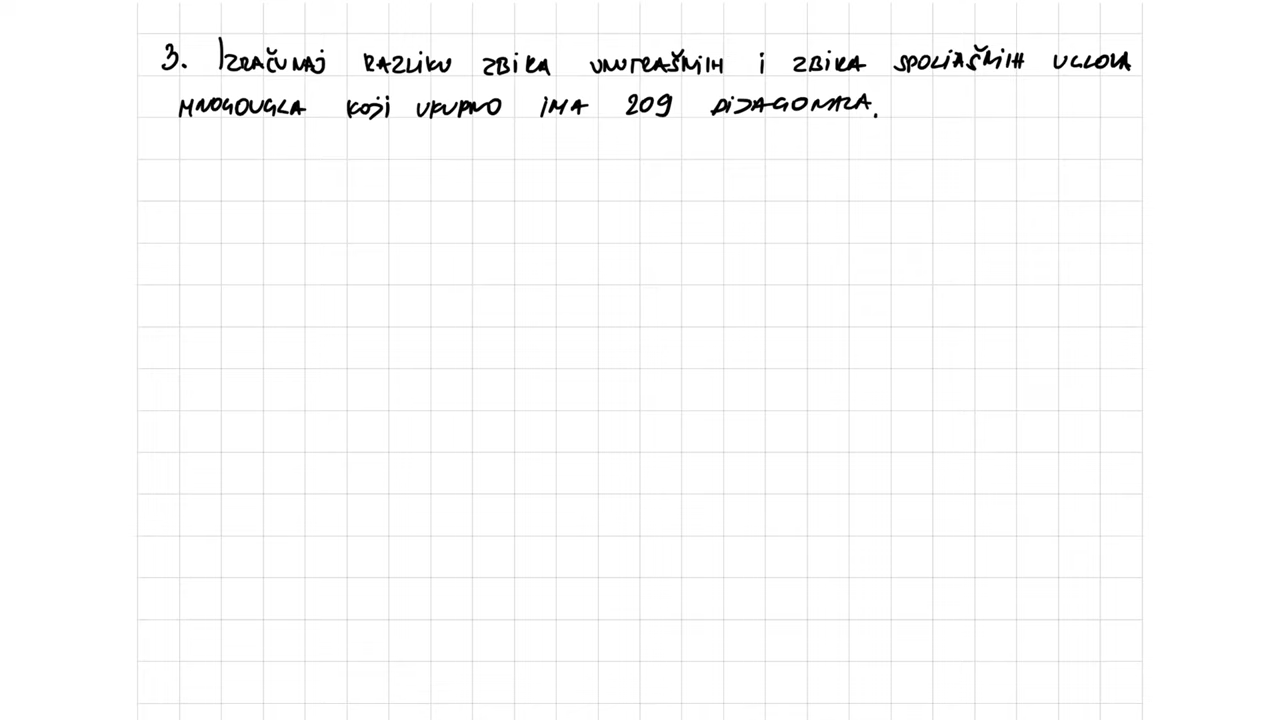 3. Izračunaj razliku zbira unutrašnjih i zbira spoljašnjih uglova
mnogougla koji ukupno ima 209 dijagonala.